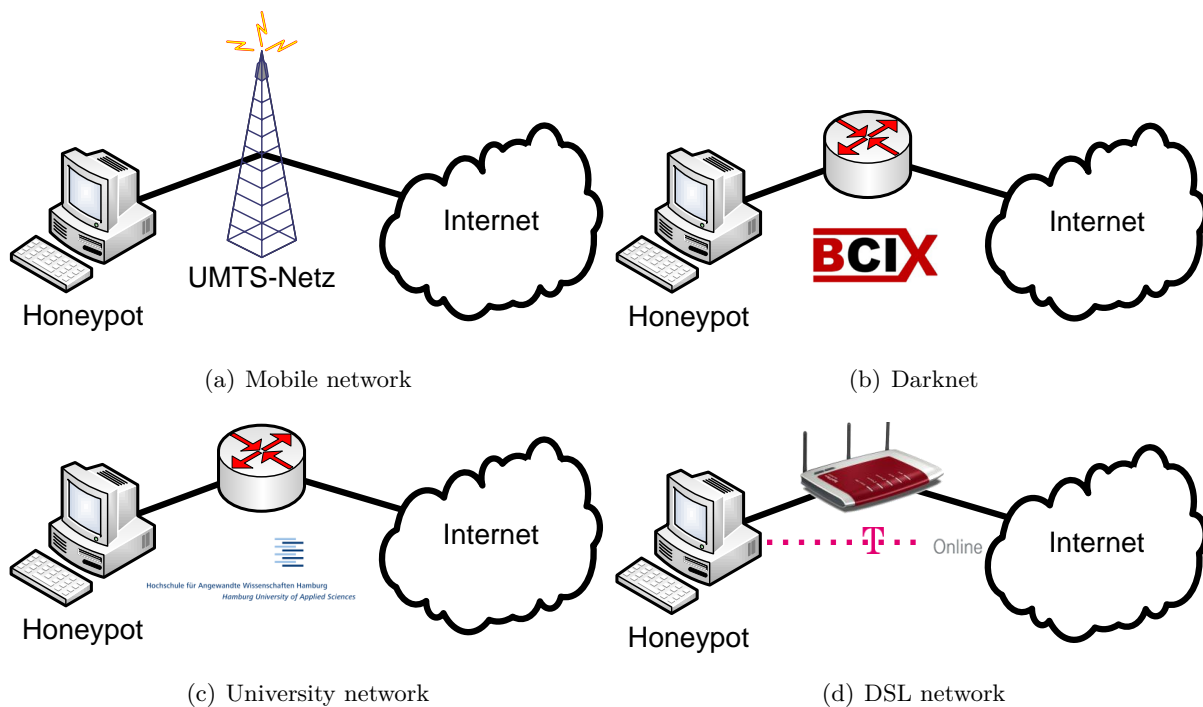 Internet
UMTS-Netz
Honeypot
(a) Mobile network
Internet
BCIX
Honeypot
(b) Darknet
Internet
Hochschule für Angewandte Wissenschaften Hamburg
Hamburg University of Applied Sciences
Honeypot
(c) University network
Internet
T Online
Honeypot
(d) DSL network